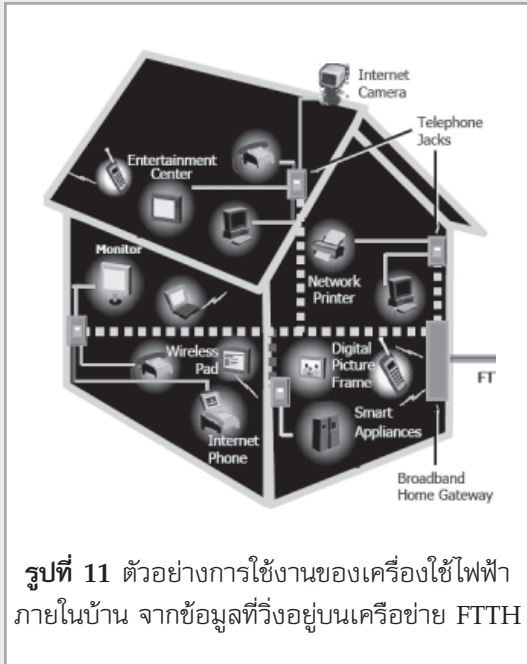 Internet
Camera
Telephone
Jacks
Entertainment
Center
Monitor
Network
Printer
Wireless
Pad
Digital
Picture
Frame
FT
Internet
Phone
Smart
Appliances
Broadband
Home Gateway
รูปที่ 11 ตัวอย่างการใช้งานของเครื่องใช้ไฟฟ้า
ภายในบ้าน จากข้อมูลที่วิ่งอยู่บนเครือข่าย FTTH